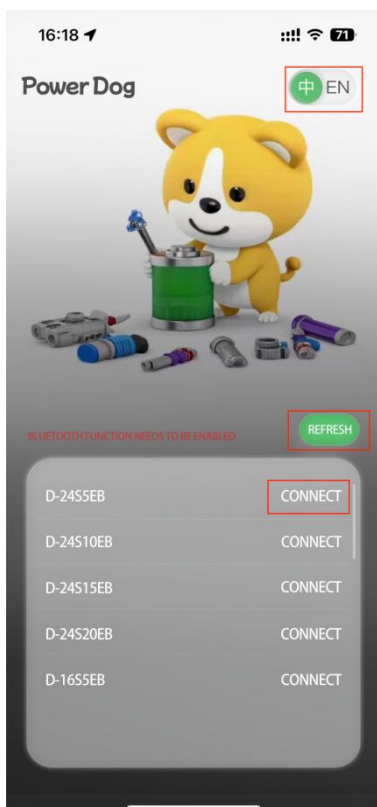 16:18
71
Power Dog
中 EN
BLUETOOTH FUNCTION NEEDS TO BE ENABLED
REFRESH
D-24S5EB CONNECT
D-24S10EB CONNECT
D-24S15EB CONNECT
D-24S20EB CONNECT
D-16S5EB CONNECT